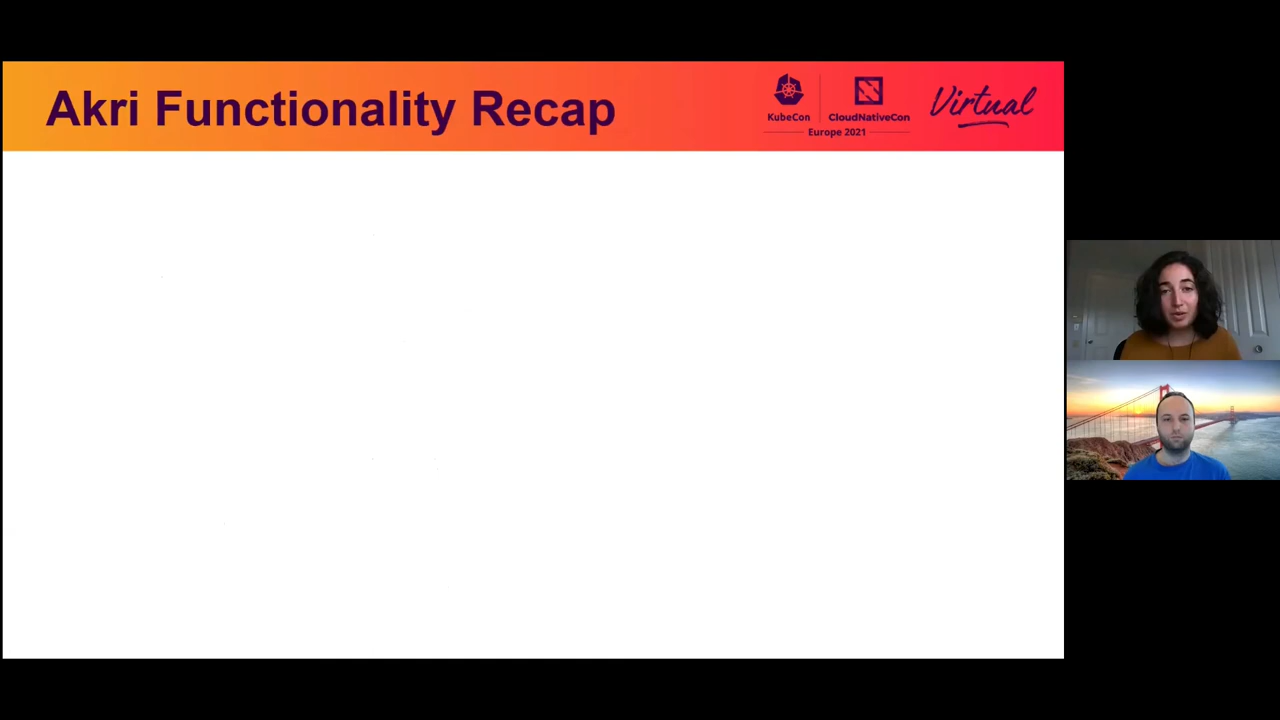 Akri Functionality Recap
KubeCon
CloudNativeCon
Europe 2021
Virtual